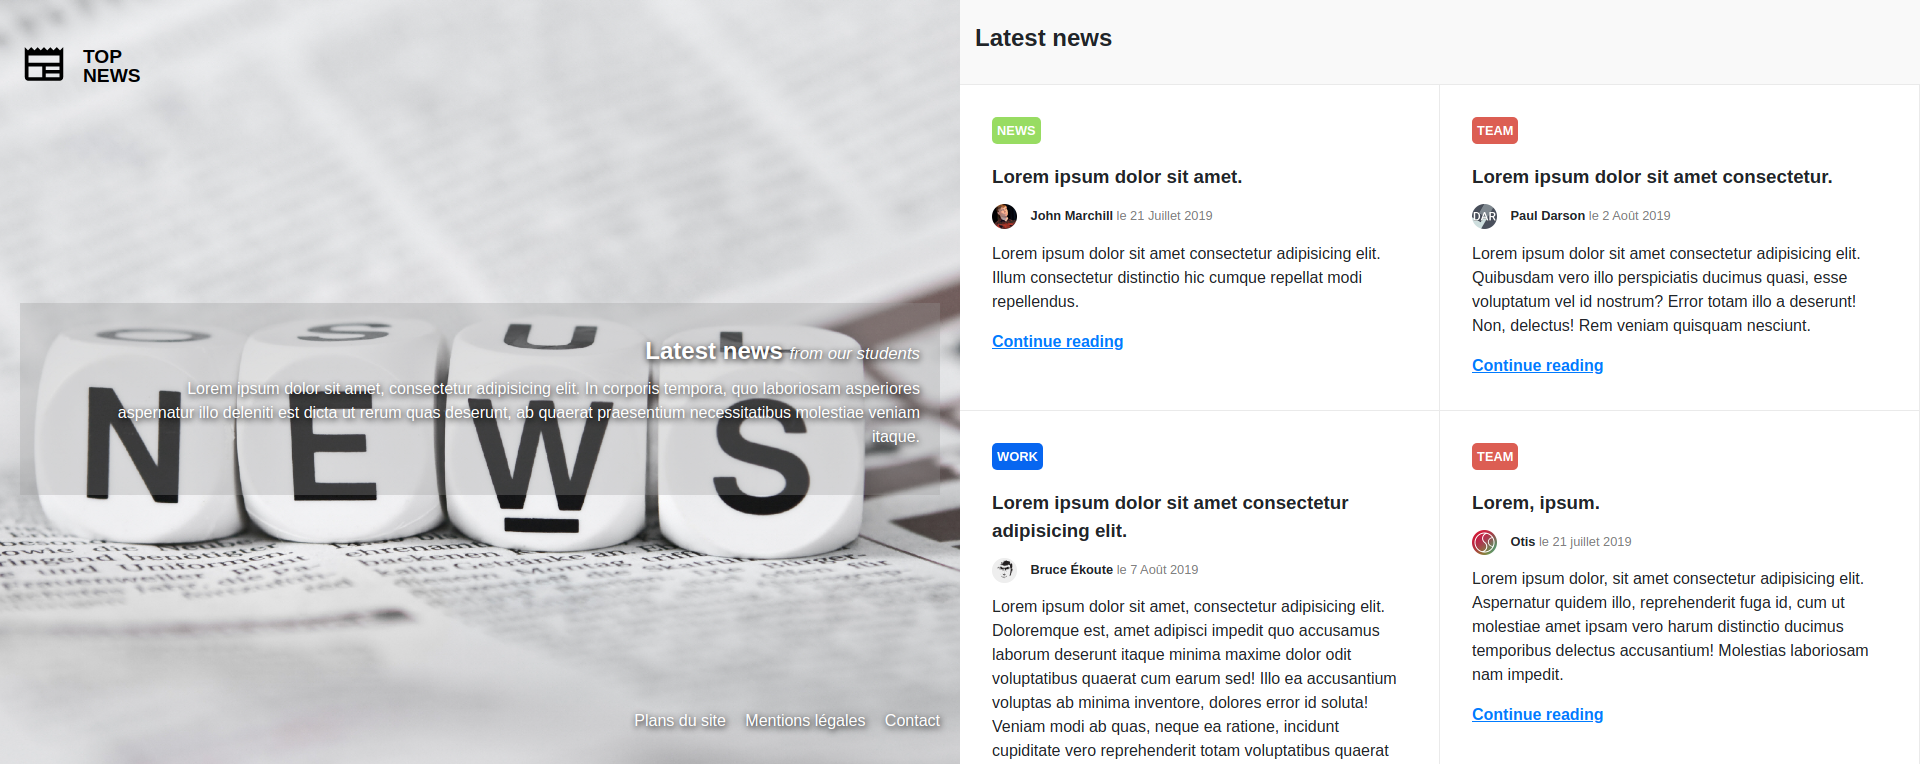 TOP
NEWS
O S U L
N E W S
Latest news from our students
Lorem ipsum dolor sit amet, consectetur adipisicing elit. In corporis tempora, quo laboriosam asperiores
aspernatur illo deleniti est dicta ut rerum quas deserunt, ab quaerat praesentium necessitatibus molestiae veniam
itaque.
Plans du site Mentions légales Contact
Latest news
NEWS
Lorem ipsum dolor sit amet.
John Marchill le 21 Juillet 2019
Lorem ipsum dolor sit amet consectetur adipisicing elit.
Illum consectetur distinctio hic cumque repellat modi
repellendus.
Continue reading
TEAM
Lorem ipsum dolor sit amet consectetur.
DAR
Paul Darson le 2 Août 2019
Lorem ipsum dolor sit amet consectetur adipisicing elit.
Quibusdam vero illo perspiciatis ducimus quasi, esse
voluptatum vel id nostrum? Error totam illo a deserunt!
Non, delectus! Rem veniam quisquam nesciunt.
Continue reading
WORK
Lorem ipsum dolor sit amet consectetur
adipisicing elit.
Bruce Ékoute le 7 Août 2019
Lorem ipsum dolor sit amet, consectetur adipisicing elit.
Doloremque est, amet adipisci impedit quo accusamus
laborum deserunt itaque minima maxime dolor odit
voluptatibus quaerat cum earum sed! Illo ea accusantium
voluptas ab minima inventore, dolores error id soluta!
Veniam modi ab quas, neque ea ratione, incidunt
cupiditate vero reprehenderit totam voluptatibus quaerat
TEAM
Lorem, ipsum.
Otis le 21 juillet 2019
Lorem ipsum dolor, sit amet consectetur adipisicing elit.
Aspernatur quidem illo, reprehenderit fuga id, cum ut
molestiae amet ipsam vero harum distinctio ducimus
temporibus delectus accusantium! Molestias laboriosam
nam impedit.
Continue reading